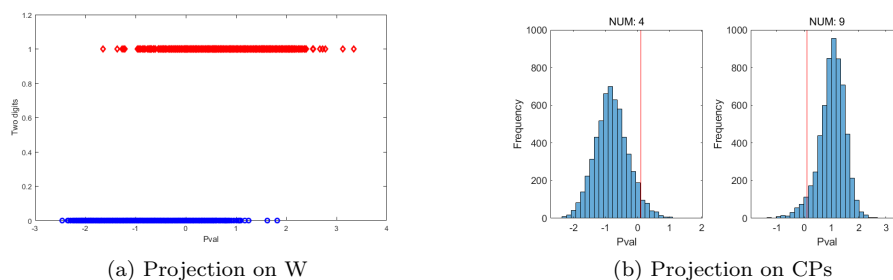 1.2
1
0.8
0.6
0.4
0.2
0
-3 -2 -1 0 1 2 3 4
Two digits
Pval
(a) Projection on W
NUM: 4
1000
800
600
400
200
0
-2 -1 0 1 2
Frequency
Pval
NUM: 9
1000
800
600
400
200
0
-1 0 1 2 3
Frequency
Pval
(b) Projection on CPs